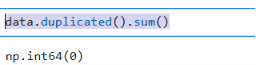 data.duplicated().sum()
np.int64(0)